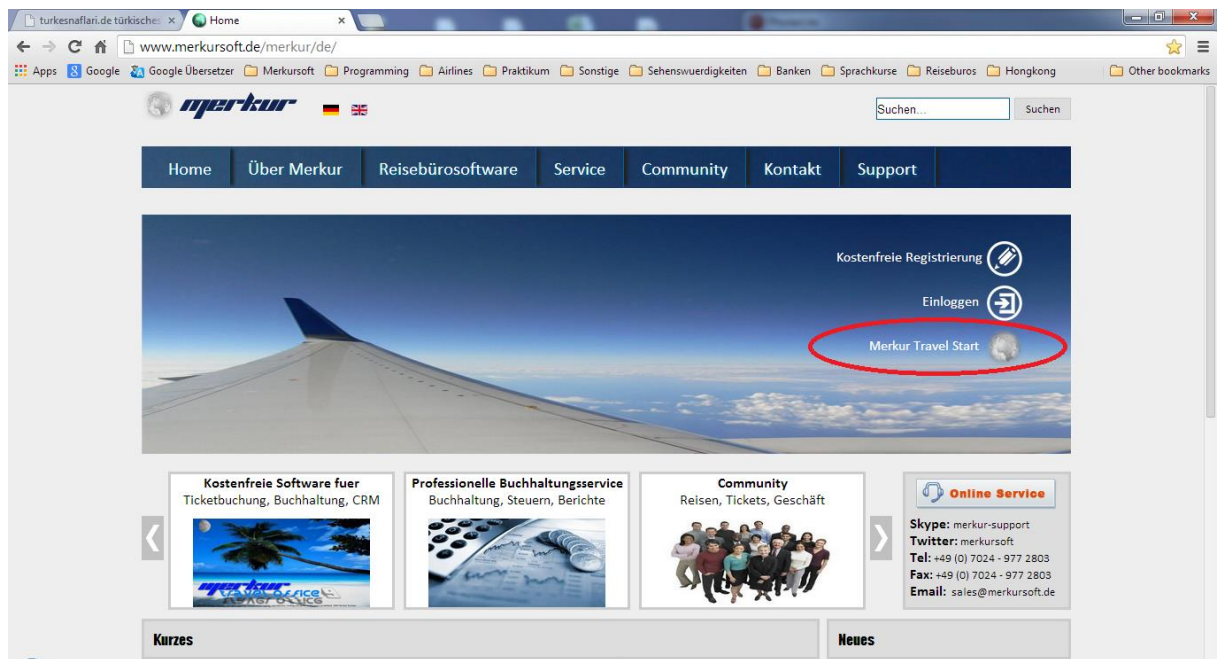 turkesnaflari.de türkische:
Home
www.merkursoft.de/merkur/de/
Apps Google Google Übersetzer Merkursoft Programming Airlines Praktikum Sonstige Sehenswuerdigkeiten Banken Sprachkurse Reiseburos Hongkong Other bookmarks
merkur
Suchen... Suchen
Home Über Merkur Reisebürosoftware Service Community Kontakt Support
Kostenfreie Registrierung
Einloggen
Merkur Travel Start
Kostenfreie Software fuer
Ticketbuchung, Buchhaltung, CRM
merkur
TRAVEL OFFICE
Professionelle Buchhaltungsservice
Buchhaltung, Steuern, Berichte
Community
Reisen, Tickets, Geschäft
Online Service
Skype: merkur-support
Twitter: merkursoft
Tel: +49 (0) 7024 - 977 2803
Fax: +49 (0) 7024 - 977 2803
Email: sales@merkursoft.de
Kurzes
Neues